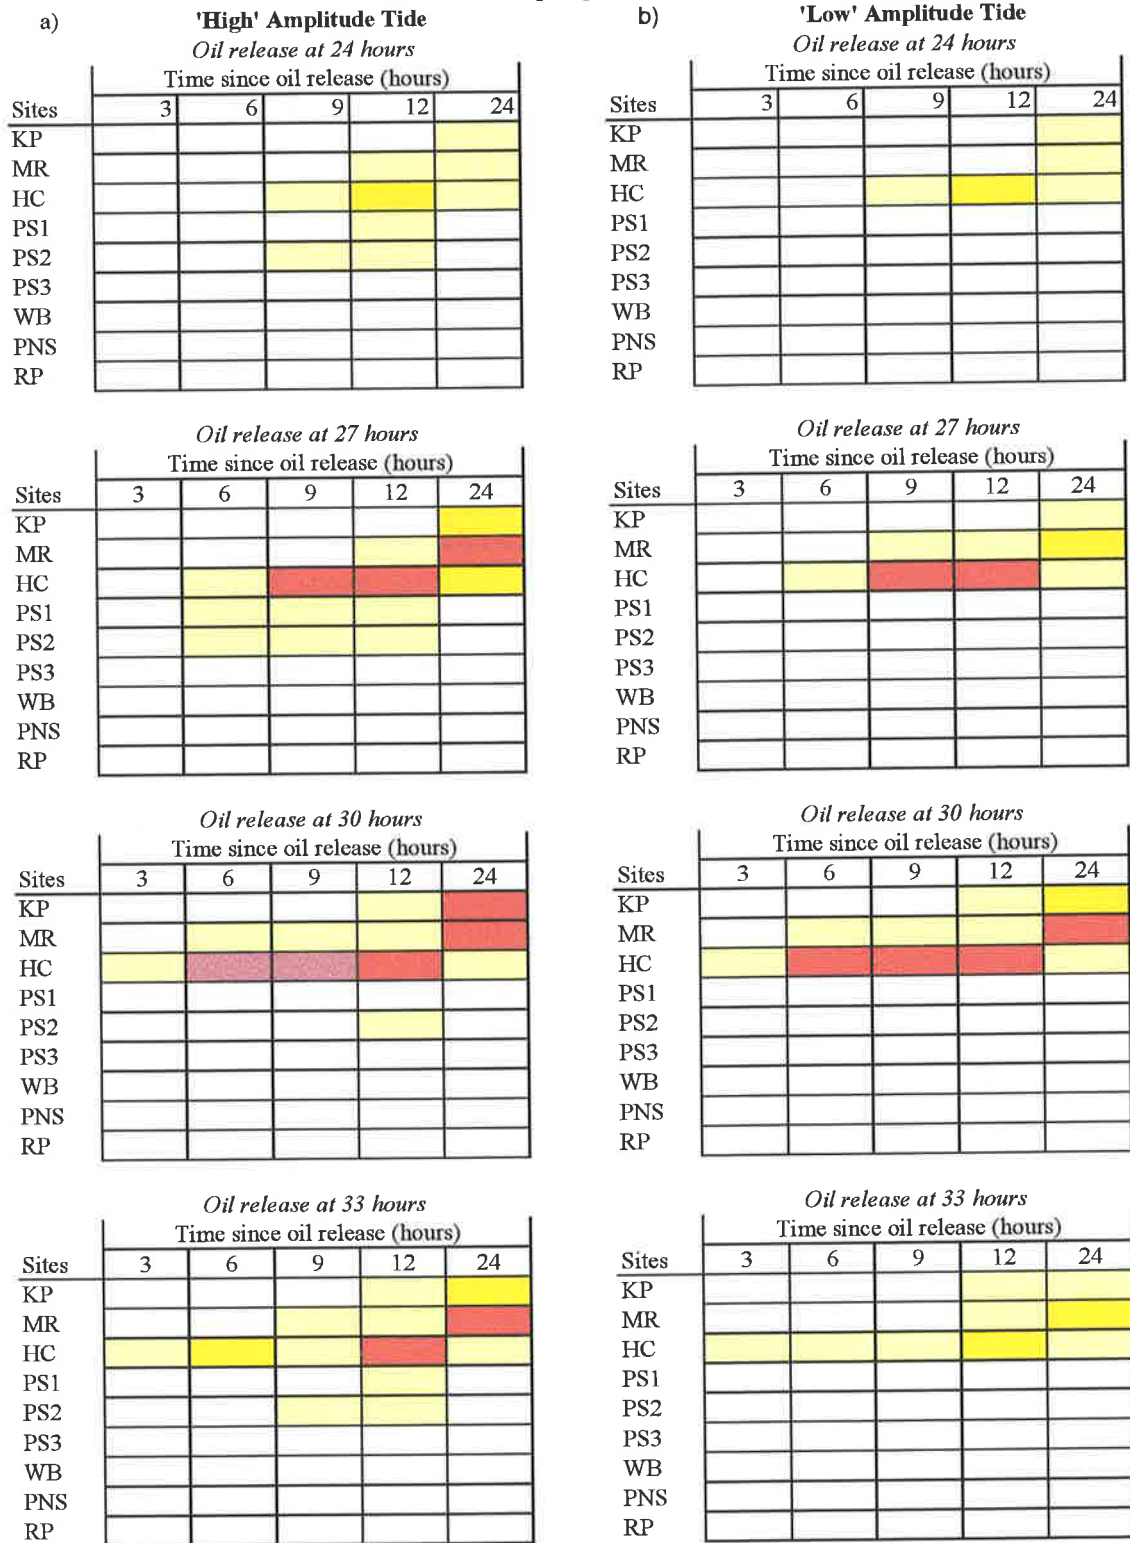 a)
'High' Amplitude Tide
Oil release at 24 hours
Time since oil release (hours)
Sites 3 6 9 12 24
KP
MR
HC
PS1
PS2
PS3
WB
PNS
RP
Oil release at 27 hours
Time since oil release (hours)
Sites 3 6 9 12 24
KP
MR
HC
PS1
PS2
PS3
WB
PNS
RP
Oil release at 30 hours
Time since oil release (hours)
Sites 3 6 9 12 24
KP
MR
HC
PS1
PS2
PS3
WB
PNS
RP
Oil release at 33 hours
Time since oil release (hours)
Sites 3 6 9 12 24
KP
MR
HC
PS1
PS2
PS3
WB
PNS
RP
b)
'Low' Amplitude Tide
Oil release at 24 hours
Time since oil release (hours)
Sites 3 6 9 12 24
KP
MR
HC
PS1
PS2
PS3
WB
PNS
RP
Oil release at 27 hours
Time since oil release (hours)
Sites 3 6 9 12 24
KP
MR
HC
PS1
PS2
PS3
WB
PNS
RP
Oil release at 30 hours
Time since oil release (hours)
Sites 3 6 9 12 24
KP
MR
HC
PS1
PS2
PS3
WB
PNS
RP
Oil release at 33 hours
Time since oil release (hours)
Sites 3 6 9 12 24
KP
MR
HC
PS1
PS2
PS3
WB
PNS
RP